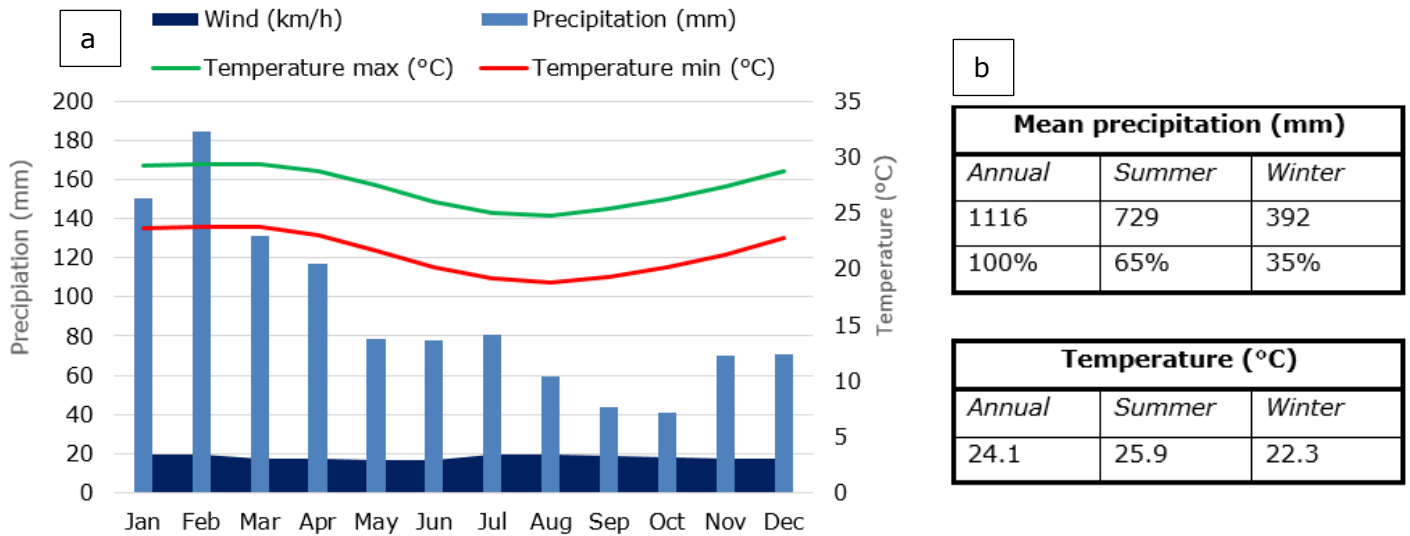 a
Wind (km/h) Precipitation (mm)
Temperature max (°C) Temperature min (°C)
Precipiation (mm)
200
180
160
140
120
100
80
60
40
20
0
Temperature (°C)
35
30
25
20
15
10
5
0
Jan Feb Mar Apr May Jun Jul Aug Sep Oct Nov Dec
b
Mean precipitation (mm)
Annual Summer Winter
1116 729 392
100% 65% 35%
Temperature (°C)
Annual Summer Winter
24.1 25.9 22.3